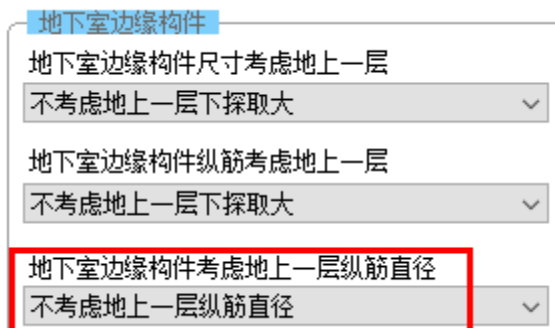 地下室边缘构件
地下室边缘构件尺寸考虑地上一层
不考虑地上一层下探取大
地下室边缘构件纵筋考虑地上一层
不考虑地上一层下探取大
地下室边缘构件考虑地上一层纵筋直径
不考虑地上一层纵筋直径